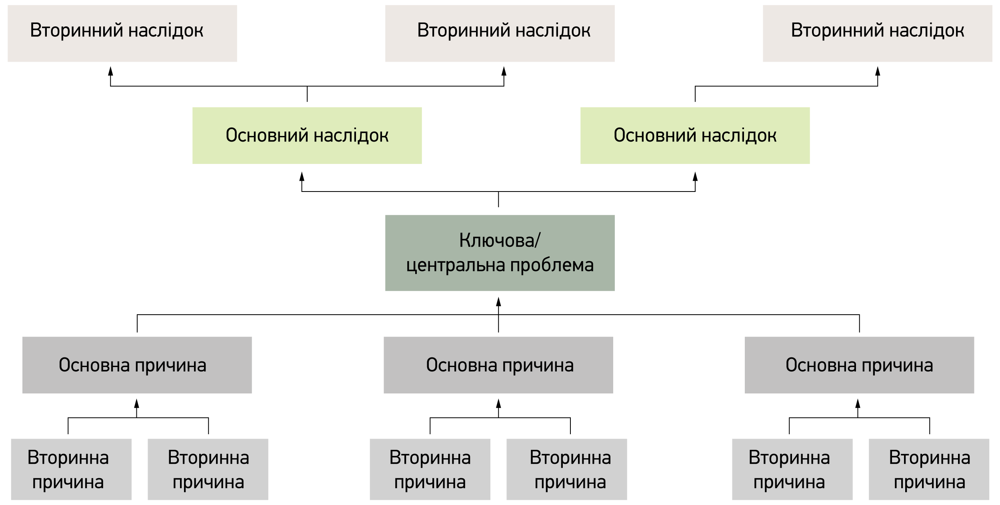 Вторинний наслідок
Вторинний наслідок
Вторинний наслідок
Основний наслідок
Основний наслідок
Ключова/
центральна проблема
Основна причина
Основна причина
Основна причина
Вторинна
причина
Вторинна
причина
Вторинна
причина
Вторинна
причина
Вторинна
причина
Вторинна
причина